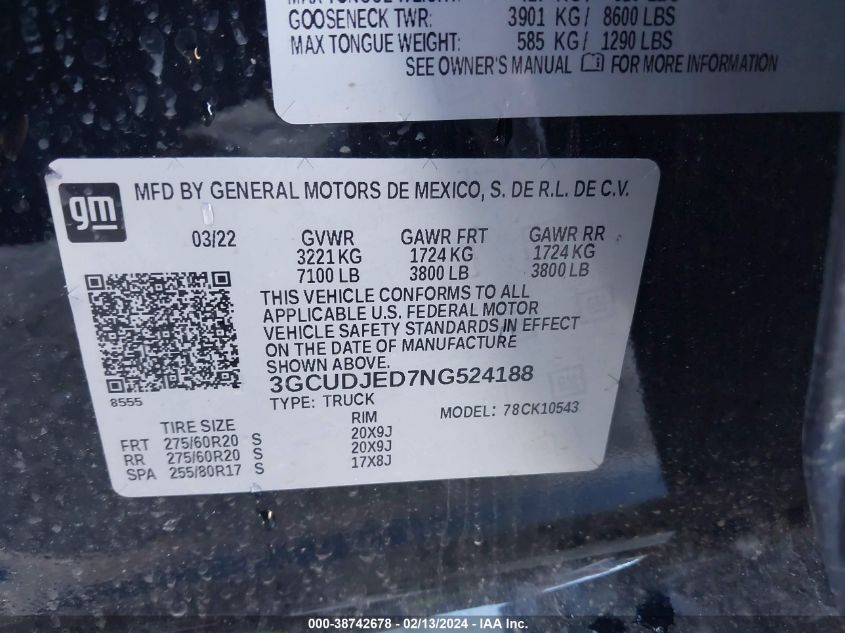 GOOSENECK TWR: 3901 KG / 8600 LBS
MAX TONGUE WEIGHT: 585 KG / 1290 LBS
SEE OWNER'S MANUAL FOR MORE INFORMATION
gm
MFD BY GENERAL MOTORS DE MEXICO, S. DE R.L. DE C.V.
03/22 GVWR GAWR FRT GAWR RR
3221 KG 1724 KG 1724 KG
7100 LB 3800 LB 3800 LB
THIS VEHICLE CONFORMS TO ALL
APPLICABLE U.S. FEDERAL MOTOR
VEHICLE SAFETY STANDARDS IN EFFECT
ON THE DATE OF MANUFACTURE
SHOWN ABOVE.
3GCUDJED7NG524188
8555
TYPE: TRUCK MODEL: 78CK10543
TIRE SIZE RIM
FRT 275/60R20 S 20X9J
RR 275/60R20 S 20X9J
SPA 255/80R17 S 17X8J
000-38742678 - 02/13/2024 - IAA Inc.